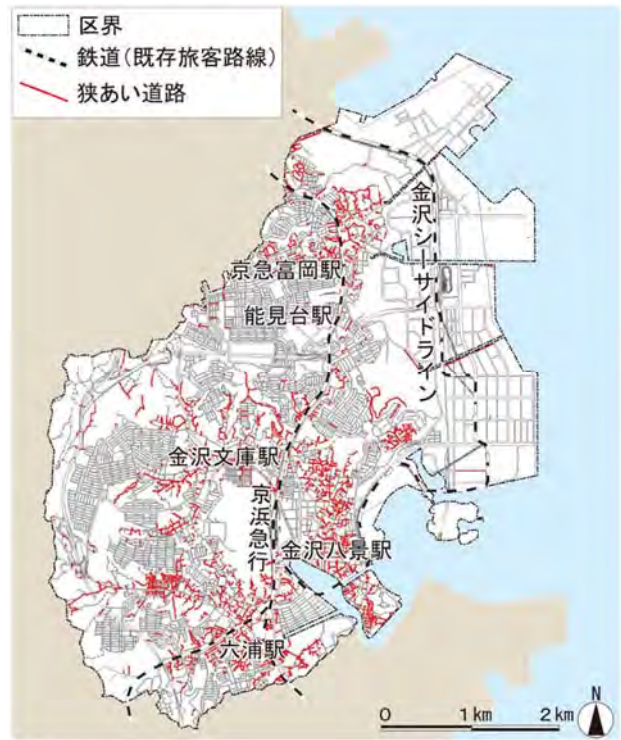 区界
鉄道(既存旅客路線)
狭あい道路
金沢シーサイドライン
京急富岡駅
能見台駅
金沢文庫駅
京浜急行
金沢八景駅
六浦駅
N
0 1km 2km